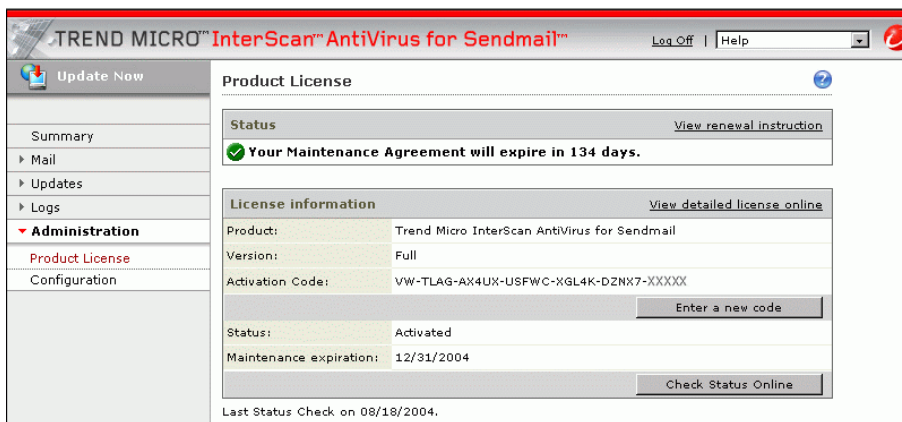 TREND MICRO™ InterScan™ AntiVirus for Sendmail™ Log Off | Help
Update Now
Product License
Summary
Mail
Updates
Logs
Administration
Product License
Configuration
Status View renewal instruction
Your Maintenance Agreement will expire in 134 days.
License information View detailed license online
Product: Trend Micro InterScan AntiVirus for Sendmail
Version: Full
Activation Code: VW-TLAG-AX4UX-USFWC-XGL4K-DZNX7-XXXXX
Enter a new code
Status: Activated
Maintenance expiration: 12/31/2004
Check Status Online
Last Status Check on 08/18/2004.